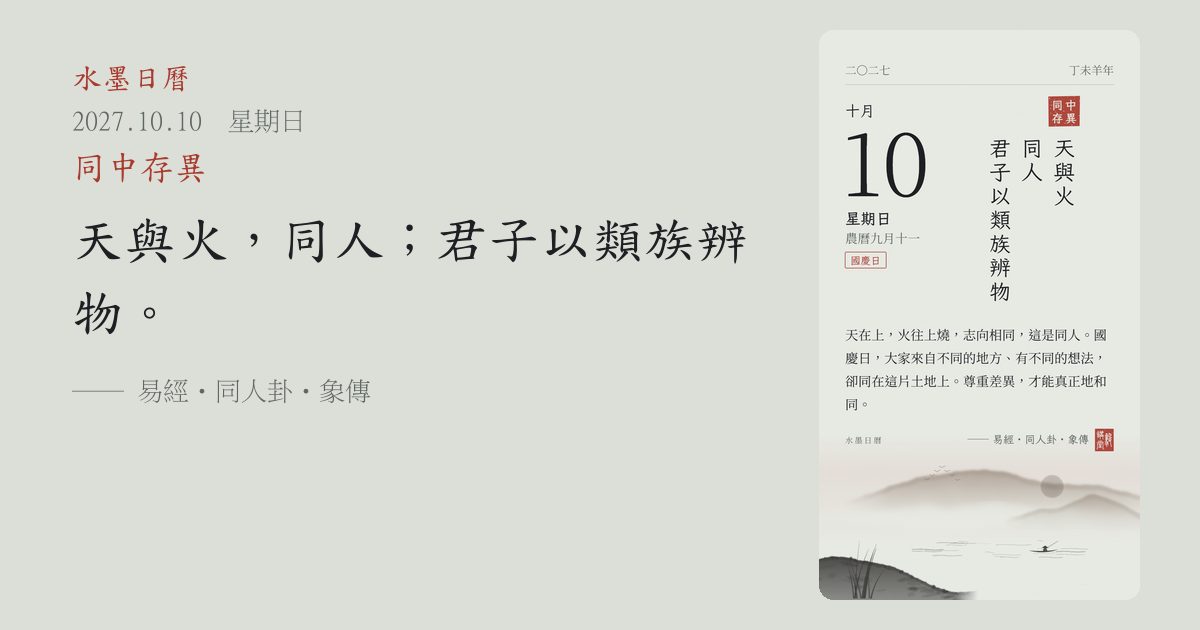 水墨日曆
2027.10.10 星期日
同中存異
天與火，同人；君子以類族辨
物。
—— 易經・同人卦・象傳
二〇二七
丁未羊年
十月
10
星期日
農曆九月十一
國慶日
同中存異
天與火
同人
君子以類族辨物
天在上，火往上燒，志向相同，這是同人。國
慶日，大家來自不同的地方、有不同的想法，
卻同在這片土地上。尊重差異，才能真正地和
同。
水墨日曆
—— 易經・同人卦・象傳